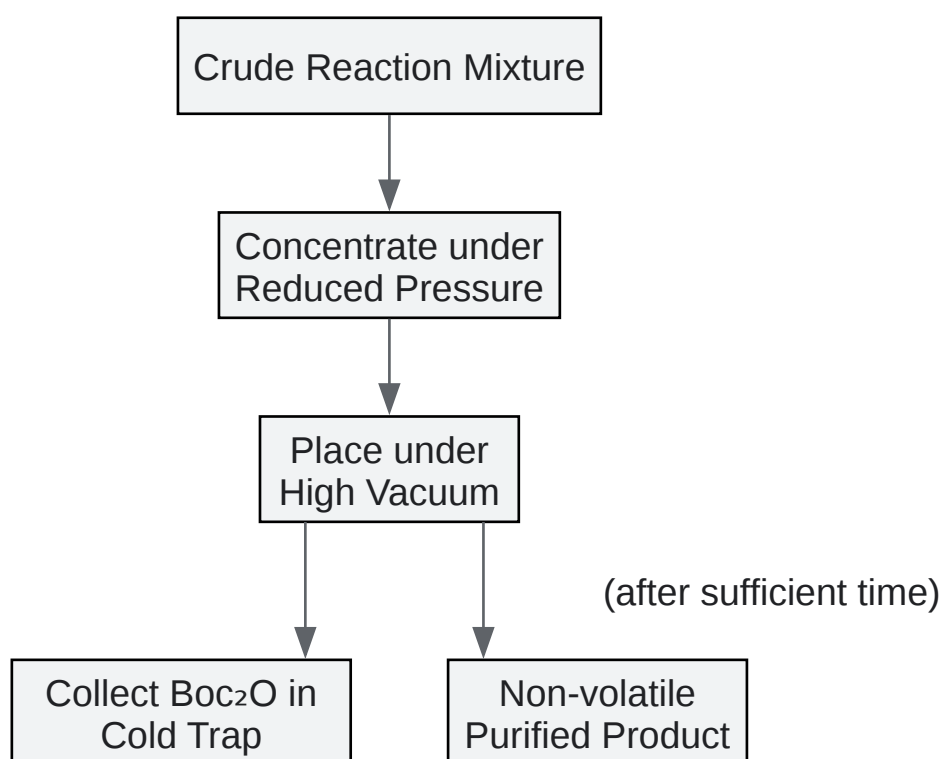 Crude Reaction Mixture
Concentrate under
Reduced Pressure
Place under
High Vacuum
(after sufficient time)
Collect Boc₂O in
Cold Trap
Non-volatile
Purified Product